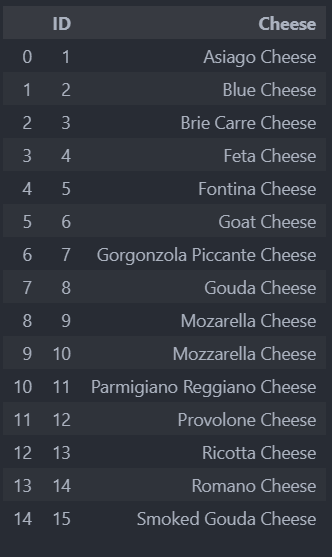 ID Cheese
0 1 Asiago Cheese
1 2 Blue Cheese
2 3 Brie Carre Cheese
3 4 Feta Cheese
4 5 Fontina Cheese
5 6 Goat Cheese
6 7 Gorgonzola Piccante Cheese
7 8 Gouda Cheese
8 9 Mozarella Cheese
9 10 Mozzarella Cheese
10 11 Parmigiano Reggiano Cheese
11 12 Provolone Cheese
12 13 Ricotta Cheese
13 14 Romano Cheese
14 15 Smoked Gouda Cheese